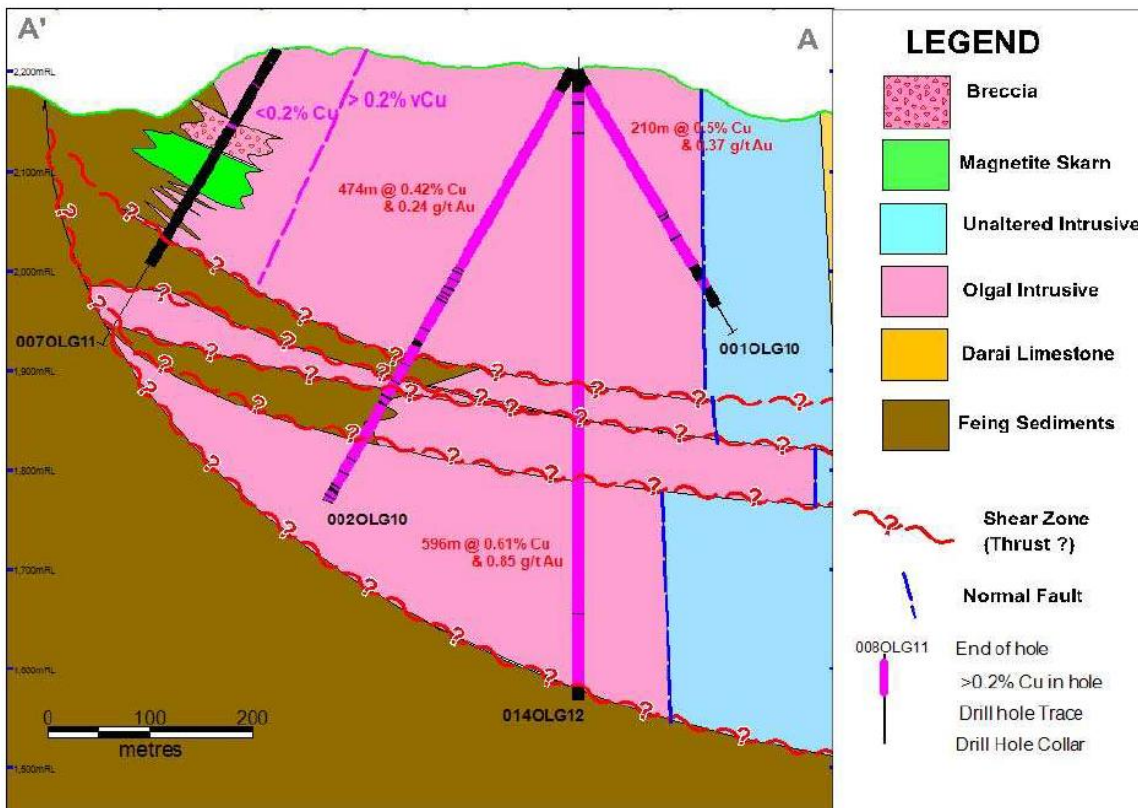 A'
A
2,200mRL
<0.2% Cu
> 0.2% vCu
210m @ 0.5% Cu
& 0.37 g/t Au
2,100mRL
474m @ 0.42% Cu
& 0.24 g/t Au
2,000mRL
007OLG11
001OLG10
1,900mRL
1,800mRL
002OLG10
596m @ 0.61% Cu
& 0.85 g/t Au
1,700mRL
1,600mRL
014OLG12
0 100 200
metres
1,500mRL
LEGEND
Breccia
Magnetite Skarn
Unaltered Intrusive
Olgal Intrusive
Darai Limestone
Feing Sediments
?
Shear Zone
(Thrust ?)
Normal Fault
008OLG11
End of hole
>0.2% Cu in hole
Drill hole Trace
Drill Hole Collar